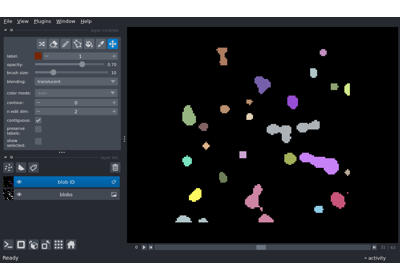 File View Plugins Window Help
label: 1
opacity: 0.70
brush size: 10
blending: translucent
color mode:
contour: 0
n edit dim: 2
contiguous:
preserve
labels:
show
selected:
blob ID
blobs
Ready
activity